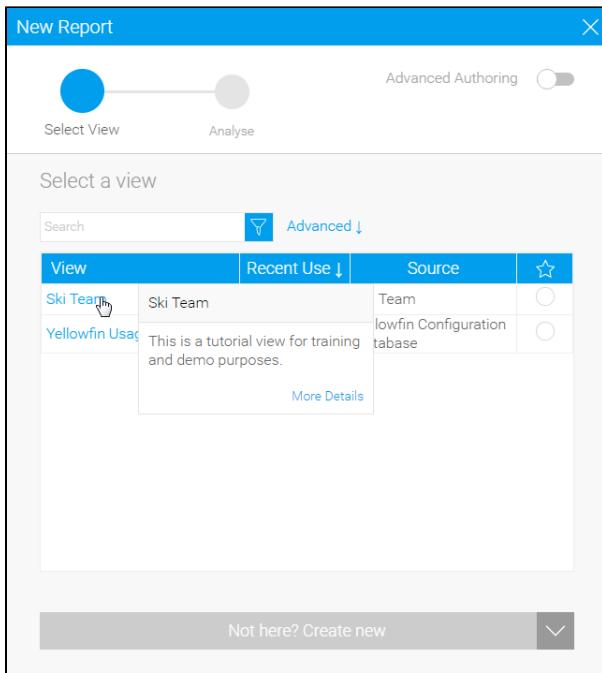 New Report
Advanced Authoring
Select View
Analyse
Select a view
Search
Advanced ↓
View Recent Use ↓ Source
Ski Team
Ski Team
Team
Yellowfin Usag
This is a tutorial view for training
and demo purposes.
lowfin Configuration
tabase
More Details
Not here? Create new